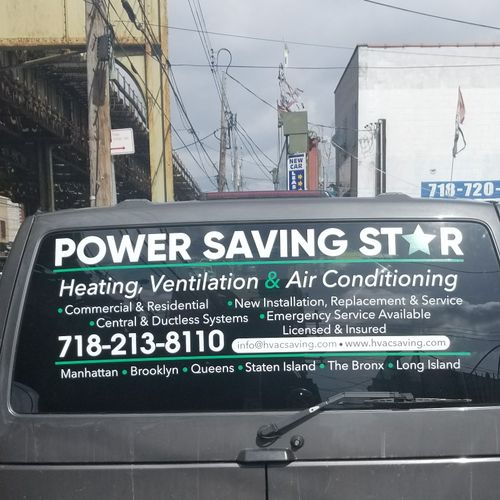 NEW
CAR
718-720-
POWER SAVING STAR
Heating, Ventilation & Air Conditioning
•Commercial & Residential •New Installation, Replacement & Service
•Central & Ductless Systems •Emergency Service Available
Licensed & Insured
718-213-8110 info@hvacsaving.com • www.hvacsaving.com
Manhattan • Brooklyn • Queens • Staten Island • The Bronx • Long Island